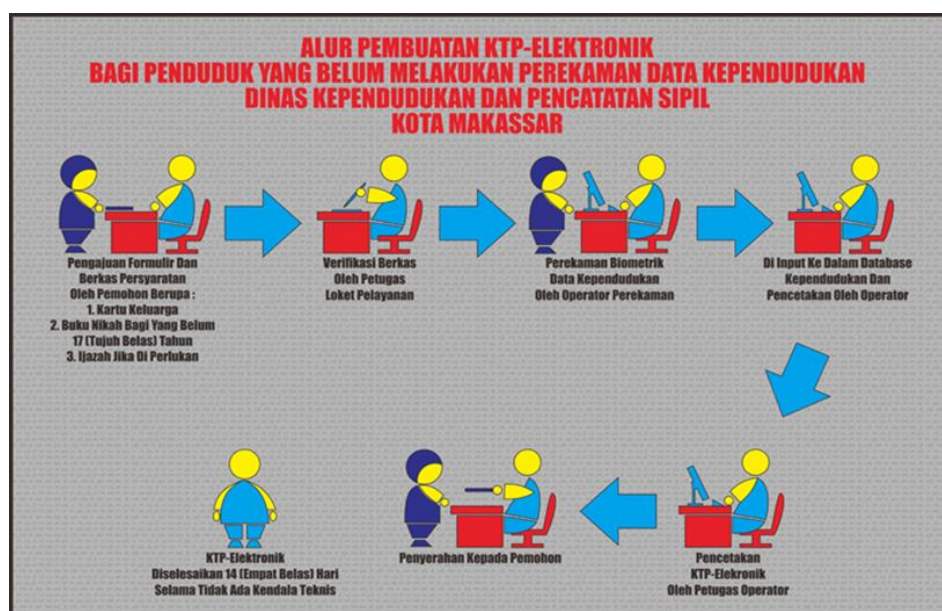 ALUR PEMBUATAN KTP-ELEKTRONIK
BAGI PENDUDUK YANG BELUM MELAKUKAN PEREKAMAN DATA KEPENDUDUKAN
DINAS KEPENDUDUKAN DAN PENCATATAN SIPIL
KOTA MAKASSAR
Pengajuan Formulir Dan
Berkas Persyaratan
Oleh Pemohon Berupa :
1. Kartu Keluarga
2. Buku Nikah Bagi Yang Belum
17 (Tujuh Belas) Tahun
3. Ijazah Jika Di Perlukan
Verifikasi Berkas
Oleh Petugas
Loket Pelayanan
Perekaman Biometrik
Data Kependudukan
Oleh Operator Perekaman
Di Input Ke Dalam Database
Kependudukan Dan
Pencetakan Oleh Operator
Pencetakan
KTP-Elekronik
Oleh Petugas Operator
Penyerahan Kepada Pemohon
KTP-Elektronik
Diselesaikan 14 (Empat Belas) Hari
Selama Tidak Ada Kendala Teknis